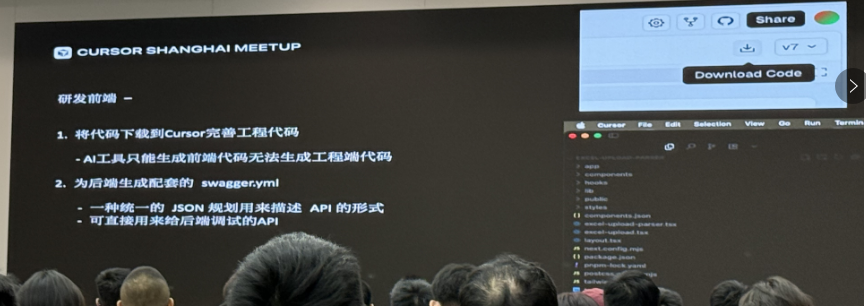 CURSOR SHANGHAI MEETUP
研发前端 –
1. 将代码下载到Cursor完善工程代码
- AI工具只能生成前端代码无法生成工程端代码
2. 为后端生成配套的 swagger.yml
- 一种统一的 JSON 规划用来描述 API 的形式
- 可直接用来给后端调试的API
Share
v7
Download Code
Cursor File Edit Selection View Go Run Termin
app
components
hooks
lib
public
styles
components.json
excel-upload-parser.tsx
excel-upload.tsx
layout.tsx
next.config.mjs
package.json
pnpm-lock.yaml